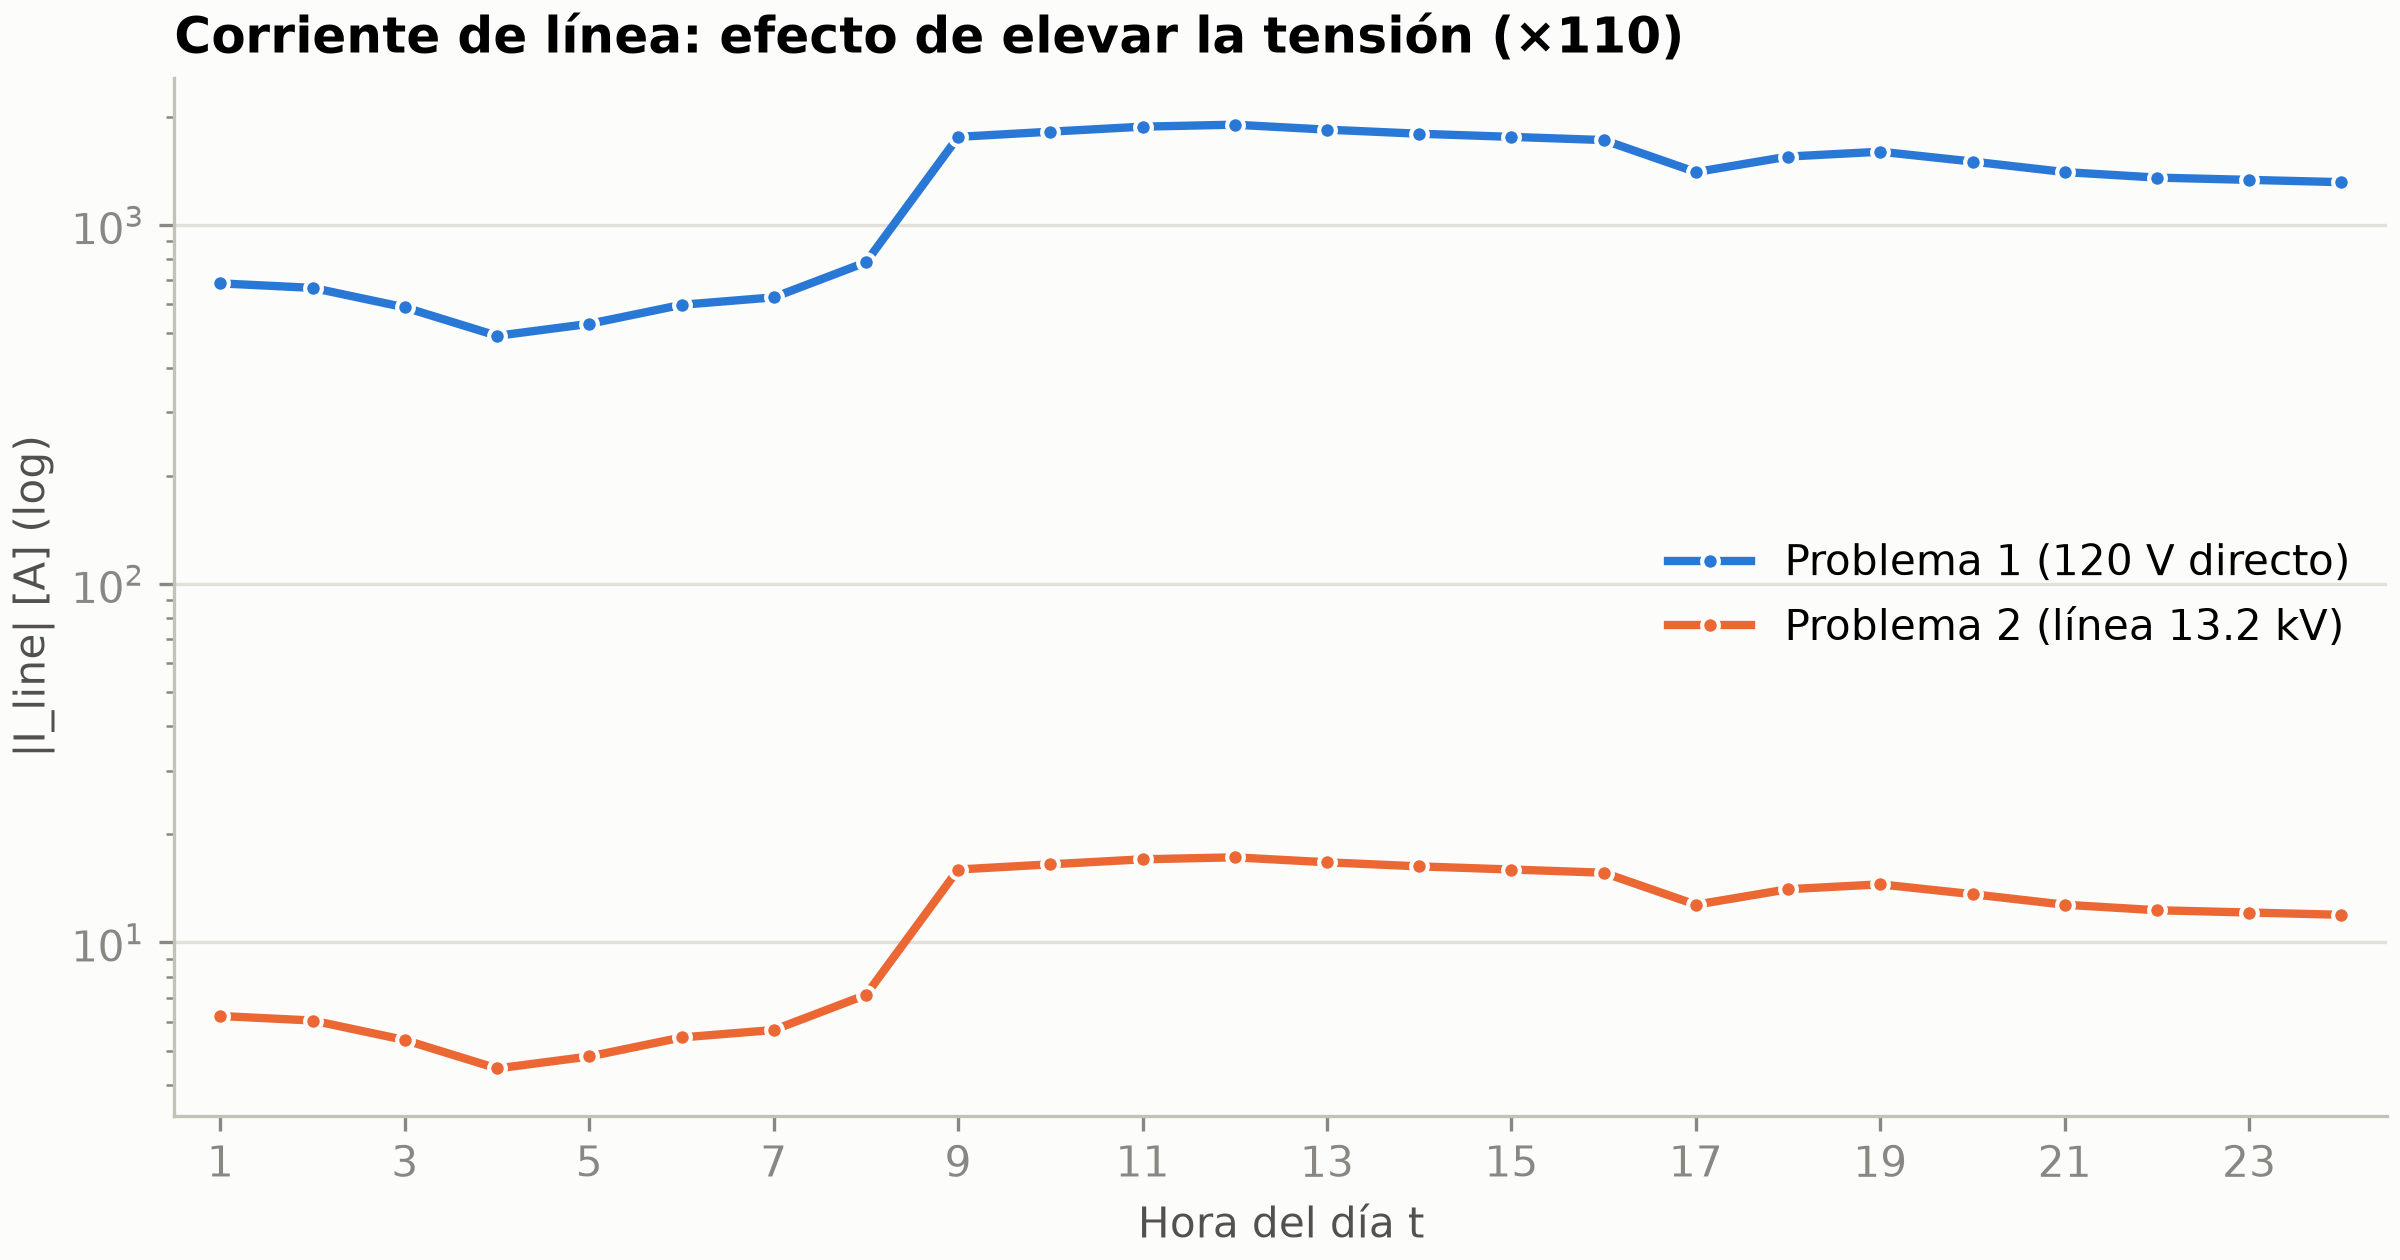 Corriente de línea: efecto de elevar la tensión (×110)
|I_line| [A] (log)
10³
10²
10¹
Problema 1 (120 V directo)
Problema 2 (línea 13.2 kV)
1 3 5 7 9 11 13 15 17 19 21 23
Hora del día t